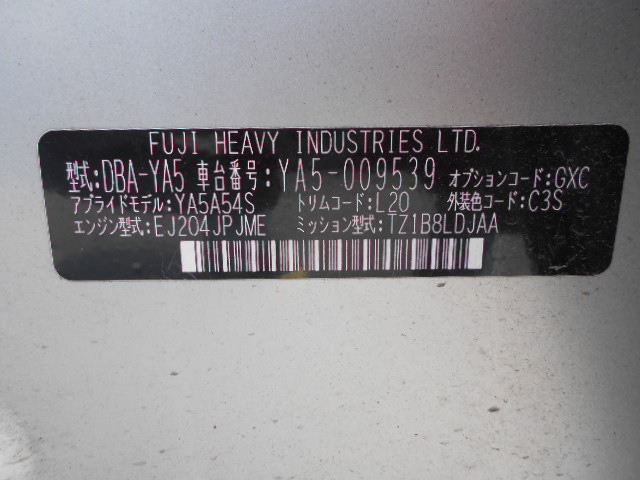 FUJI HEAVY INDUSTRIES LTD.
型式:DBA-YA5 車台番号:YA5-009539 オプションコード:GXC
アプライドモデル:YA5A54S トリムコード:L20 外装色コード:C3S
エンジン型式:EJ204JPJME ミッション型式:TZ1B8LDJAA